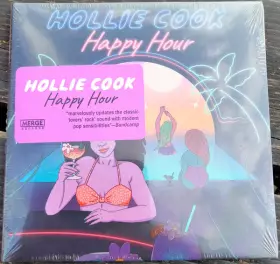 HOLLIE COOK
Happy Hour
HOLLIE COOK
Happy Hour
MERGE
RECORDS
"marvelously updates the classic
lovers' rock sound with modern
pop sensibilities"—Bandcamp